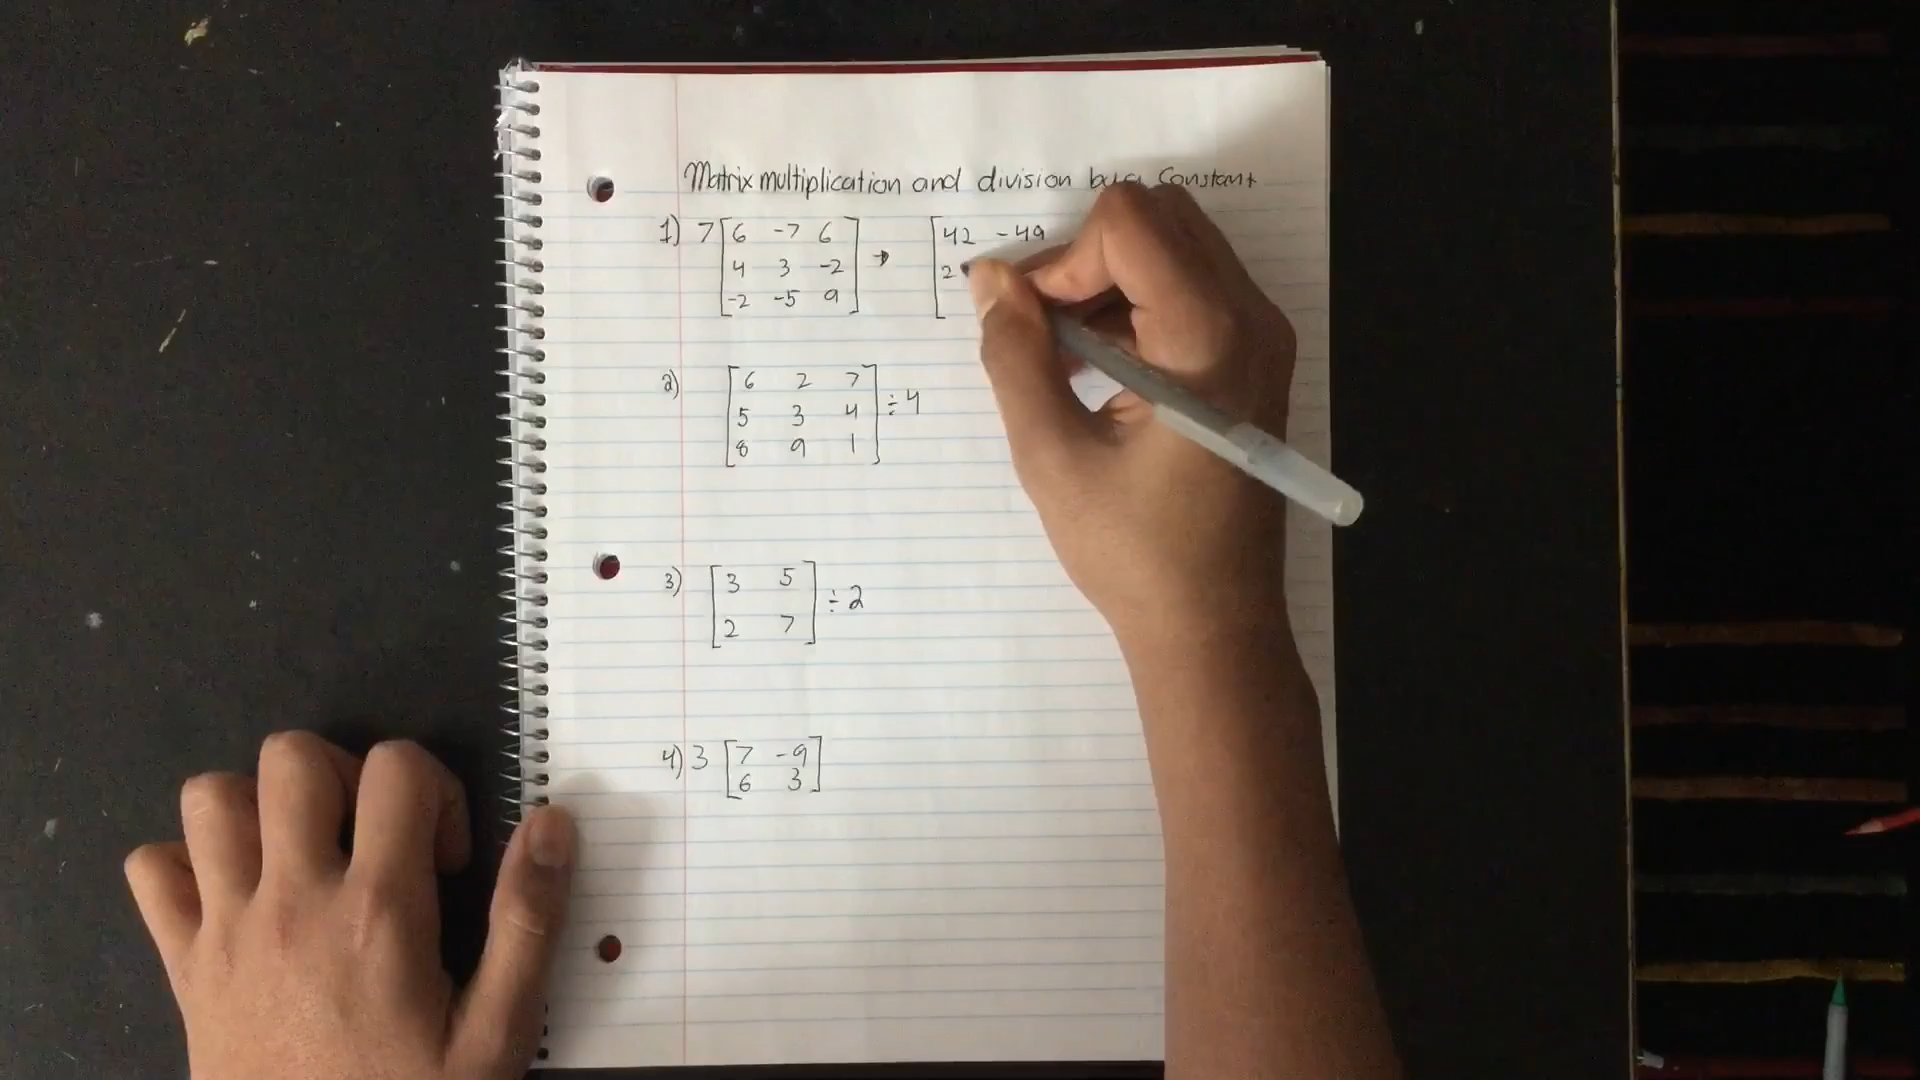 Matrix multiplication and division by a Constant
1) 7 [6 -7 6 → [42 -49
4 3 -2 2
-2 -5 9]
2) [6 2 7
5 3 4 ÷ 4
8 9 1]
3) [3 5
2 7] ÷ 2
4) 3 [7 -9
6 3]